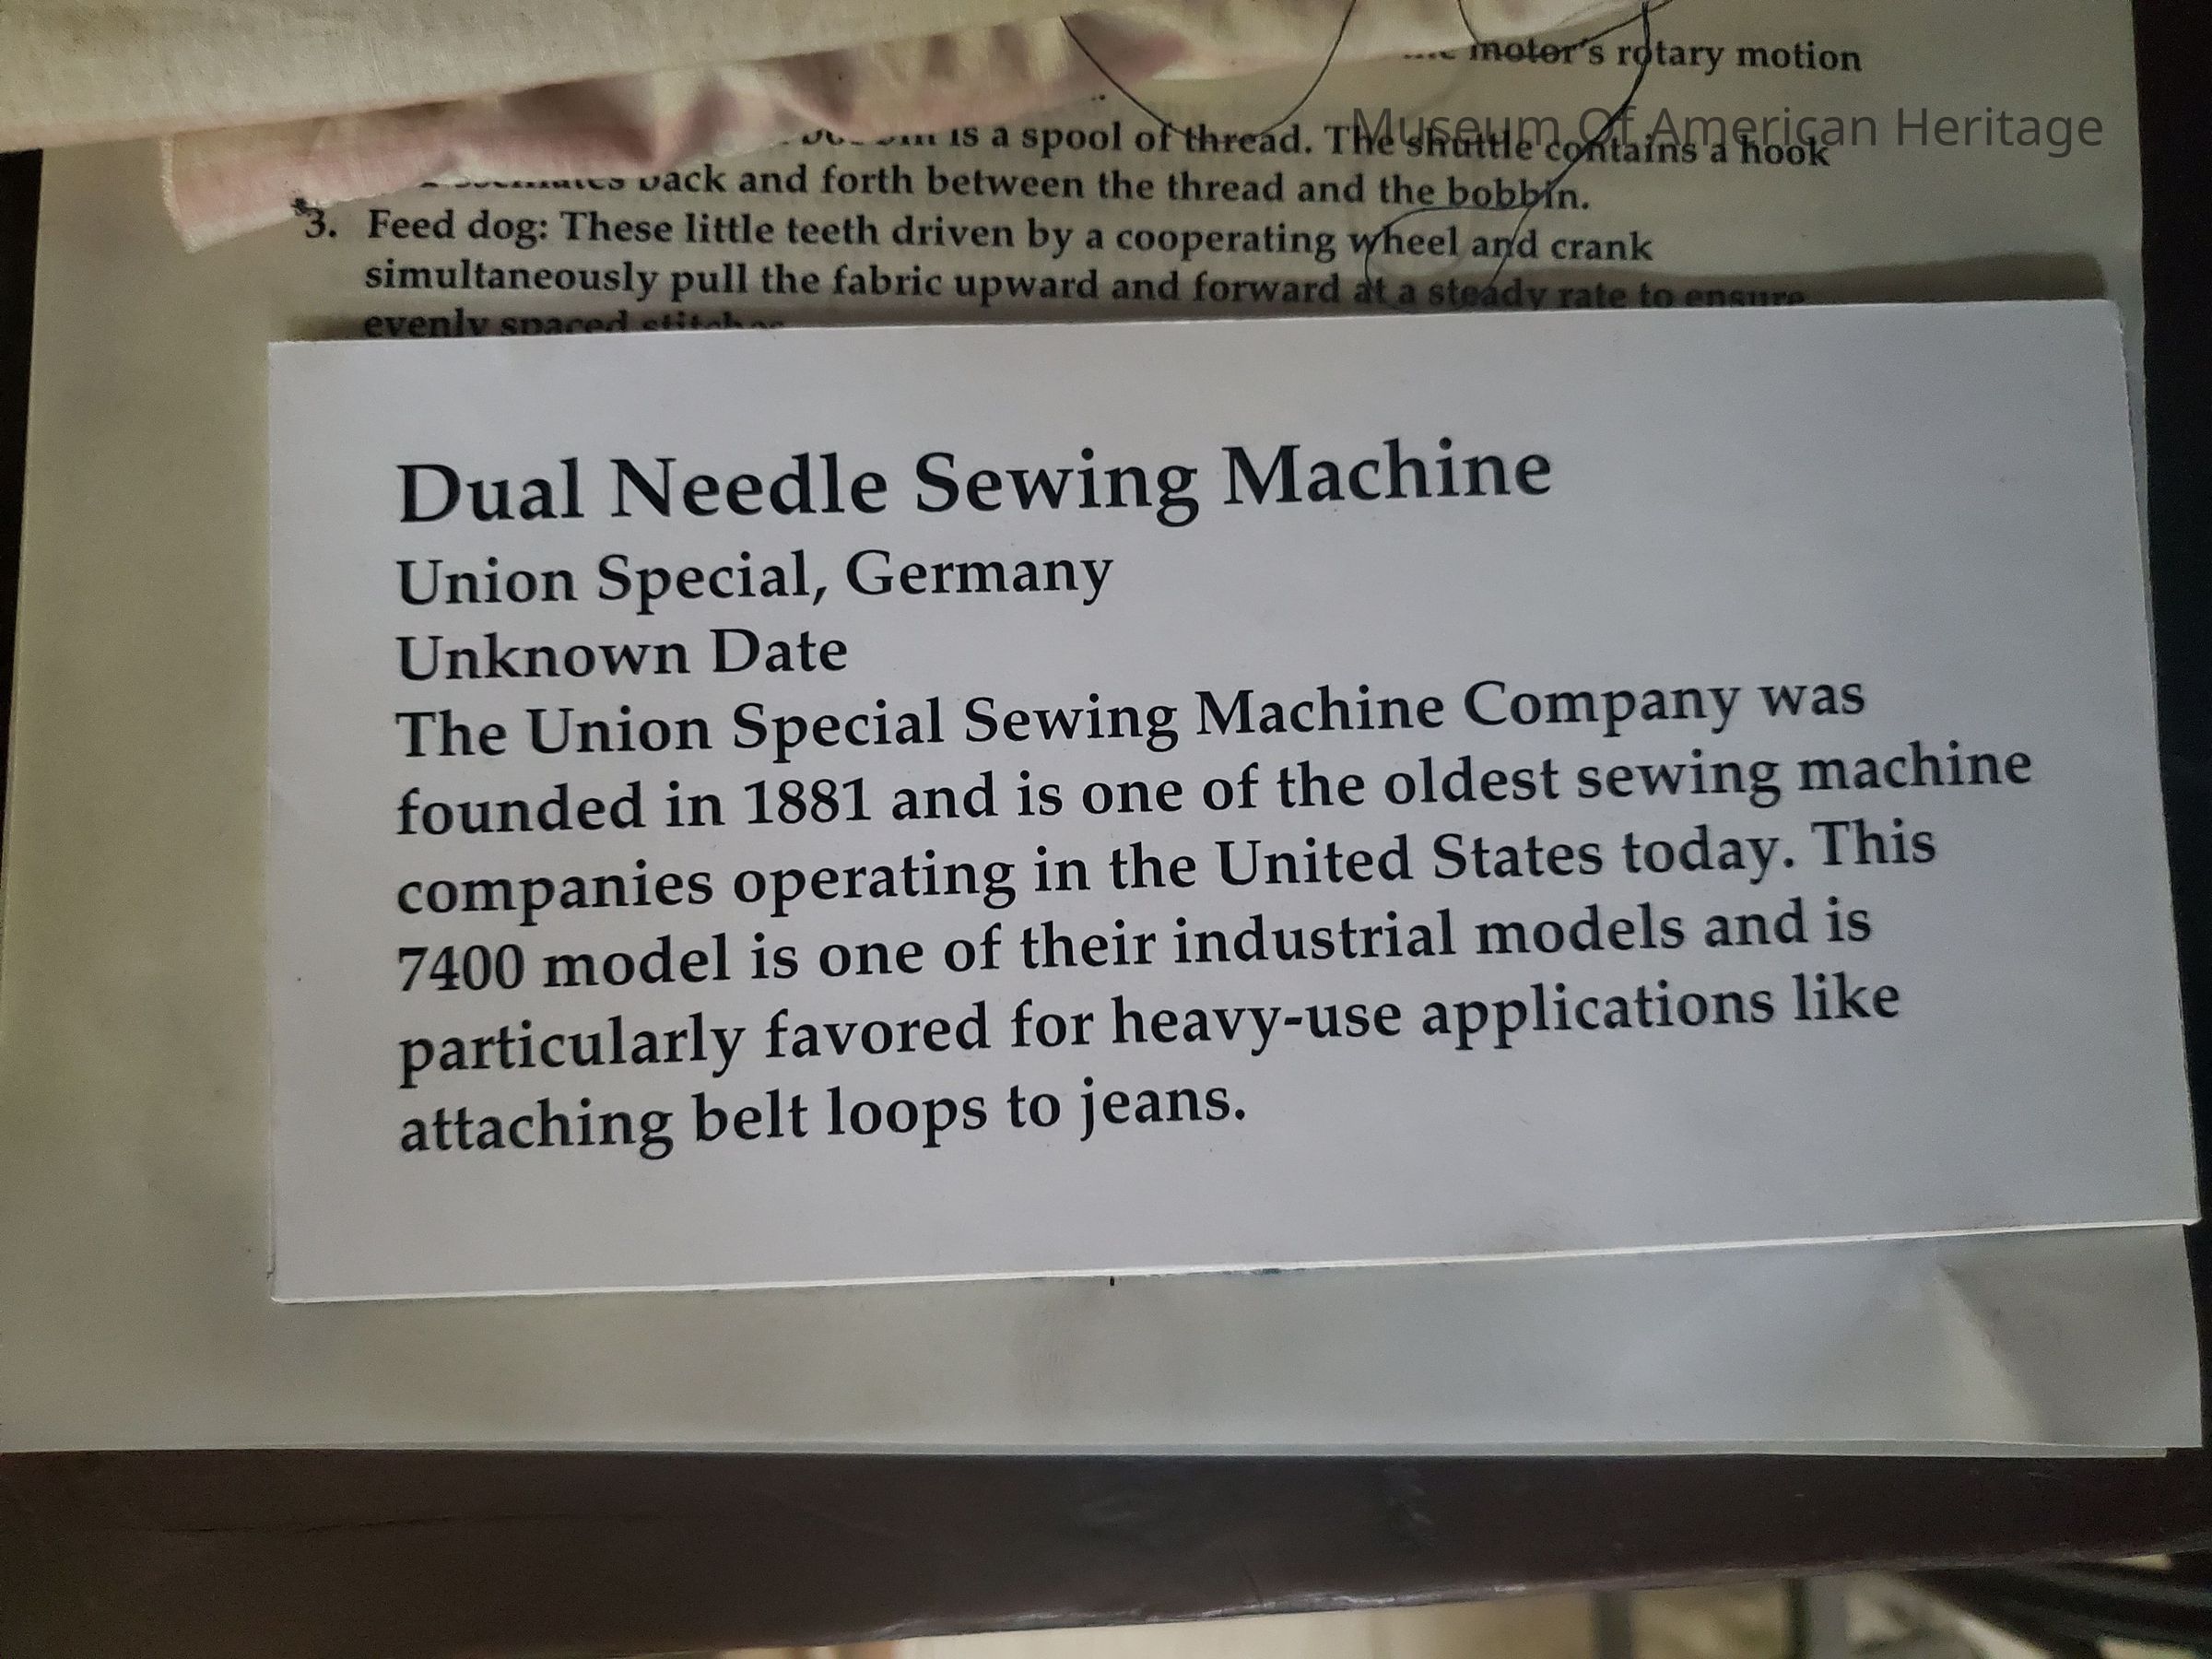 motor's rotary motion
Museum Of American Heritage
is a spool of thread. The shuttle contains a hook
back and forth between the thread and the bobbin.
3. Feed dog: These little teeth driven by a cooperating wheel and crank
simultaneously pull the fabric upward and forward at a steady rate to ensure
evenly spaced stitches
Dual Needle Sewing Machine
Union Special, Germany
Unknown Date
The Union Special Sewing Machine Company was
founded in 1881 and is one of the oldest sewing machine
companies operating in the United States today. This
7400 model is one of their industrial models and is
particularly favored for heavy-use applications like
attaching belt loops to jeans.